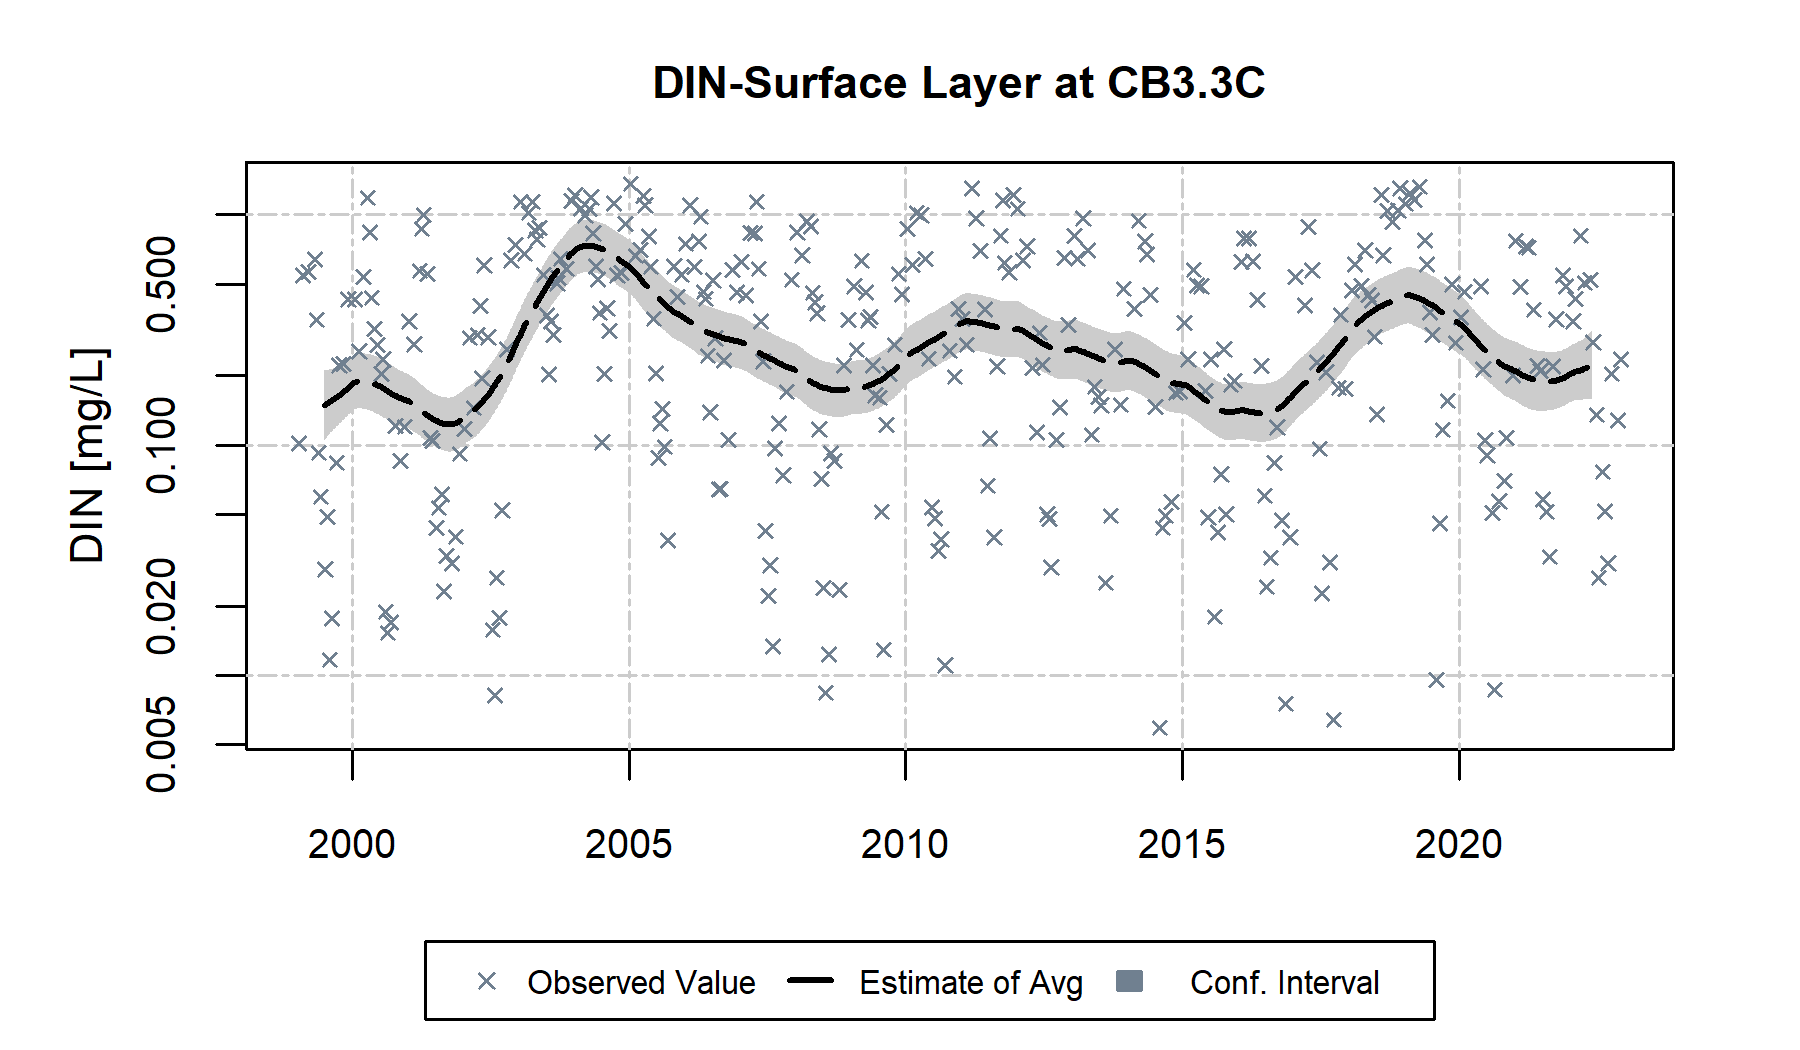 DIN-Surface Layer at CB3.3C
DIN [mg/L]
0.500
0.100
0.020
0.005
2000 2005 2010 2015 2020
Observed Value Estimate of Avg Conf. Interval